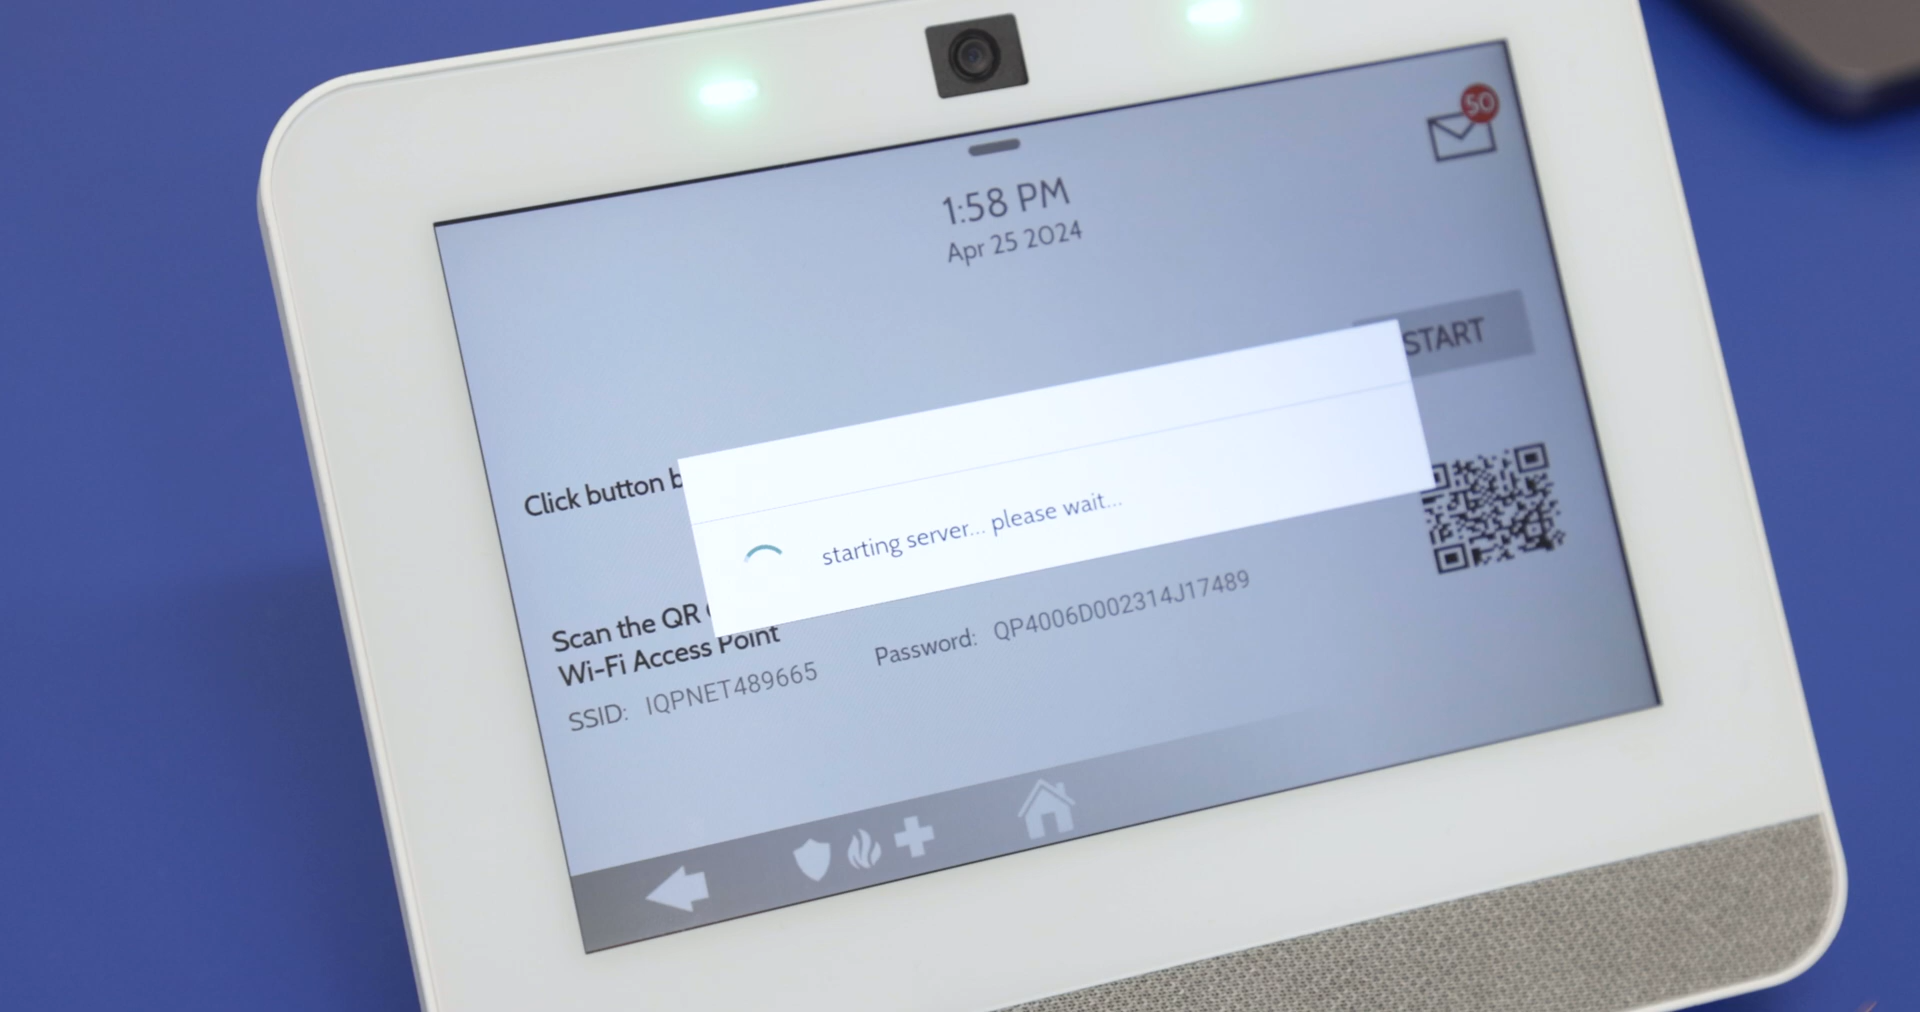 50
1:58 PM
Apr 25 2024
START
Click button
starting server... please wait...
Scan the QR
Wi-Fi Access Point
SSID: IQPNET489665 Password: QP4006D002314J17489